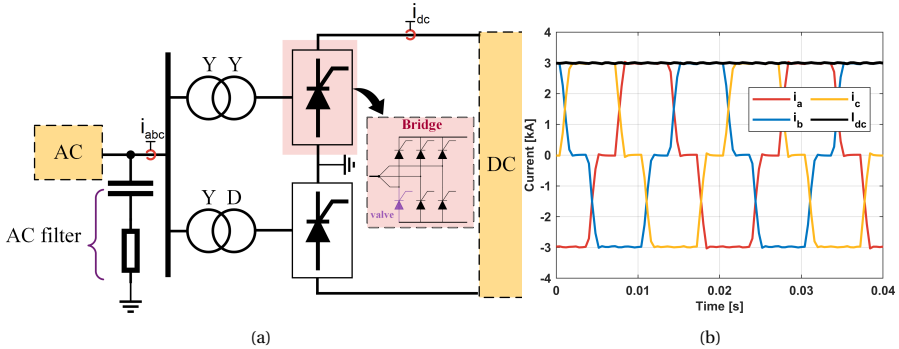 i_dc
Y Y
Bridge
valve
i_abc
AC
DC
Y D
AC filter
(a)
Current [kA]
4
3
2
1
0
-1
-2
-3
-4
i_a i_c
i_b I_dc
0 0.01 0.02 0.03 0.04
Time [s]
(b)